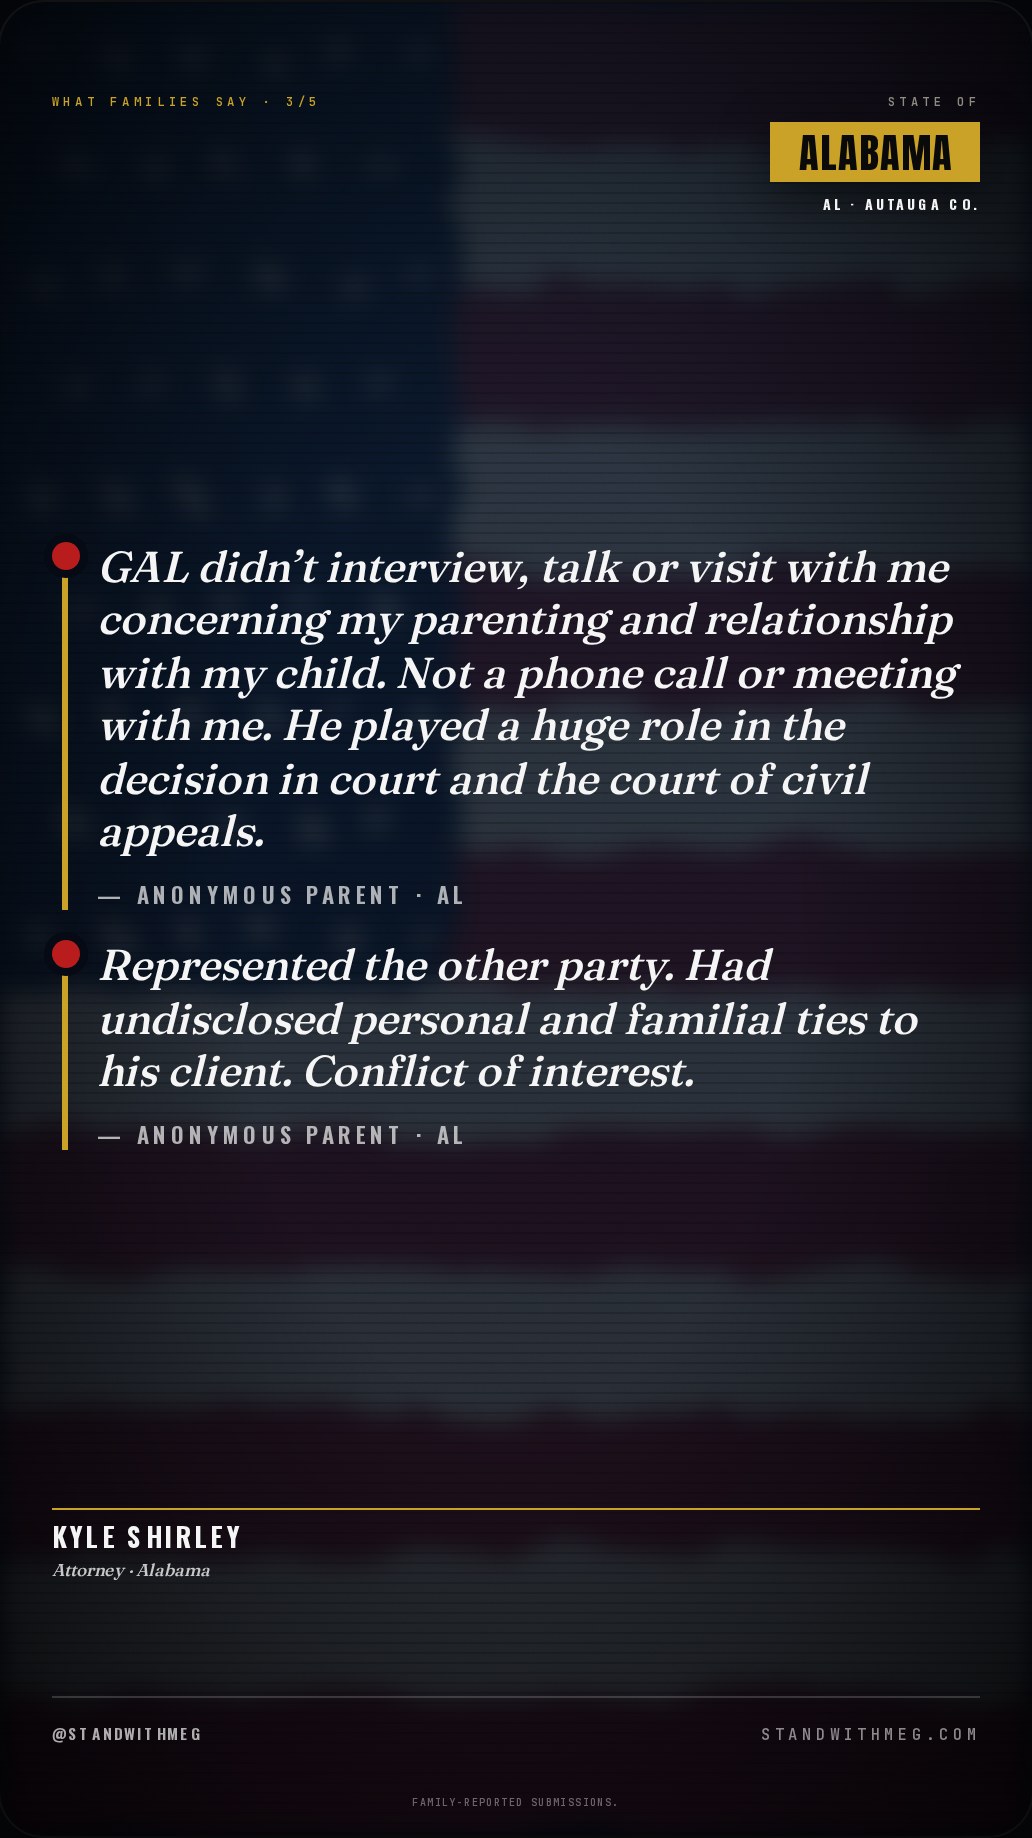 WHAT FAMILIES SAY · 3/5
STATE OF
ALABAMA
AL · AUTAUGA CO.
GAL didn’t interview, talk or visit with me
concerning my parenting and relationship
with my child. Not a phone call or meeting
with me. He played a huge role in the
decision in court and the court of civil
appeals.
— ANONYMOUS PARENT · AL
Represented the other party. Had
undisclosed personal and familial ties to
his client. Conflict of interest.
— ANONYMOUS PARENT · AL
KYLE SHIRLEY
Attorney · Alabama
@STANDWITHMEG
STANDWITHMEG.COM
FAMILY-REPORTED SUBMISSIONS.